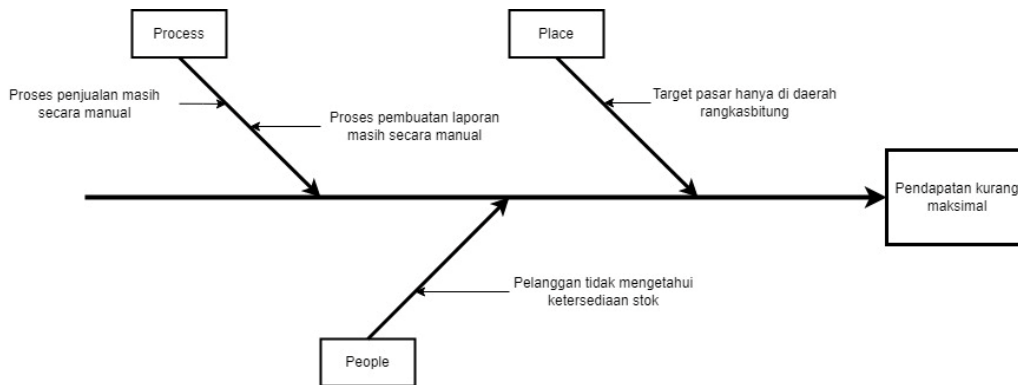 Process
Place
Proses penjualan masih
secara manual
Proses pembuatan laporan
masih secara manual
Target pasar hanya di daerah
rangkasbitung
Pendapatan kurang
maksimal
Pelanggan tidak mengetahui
ketersediaan stok
People